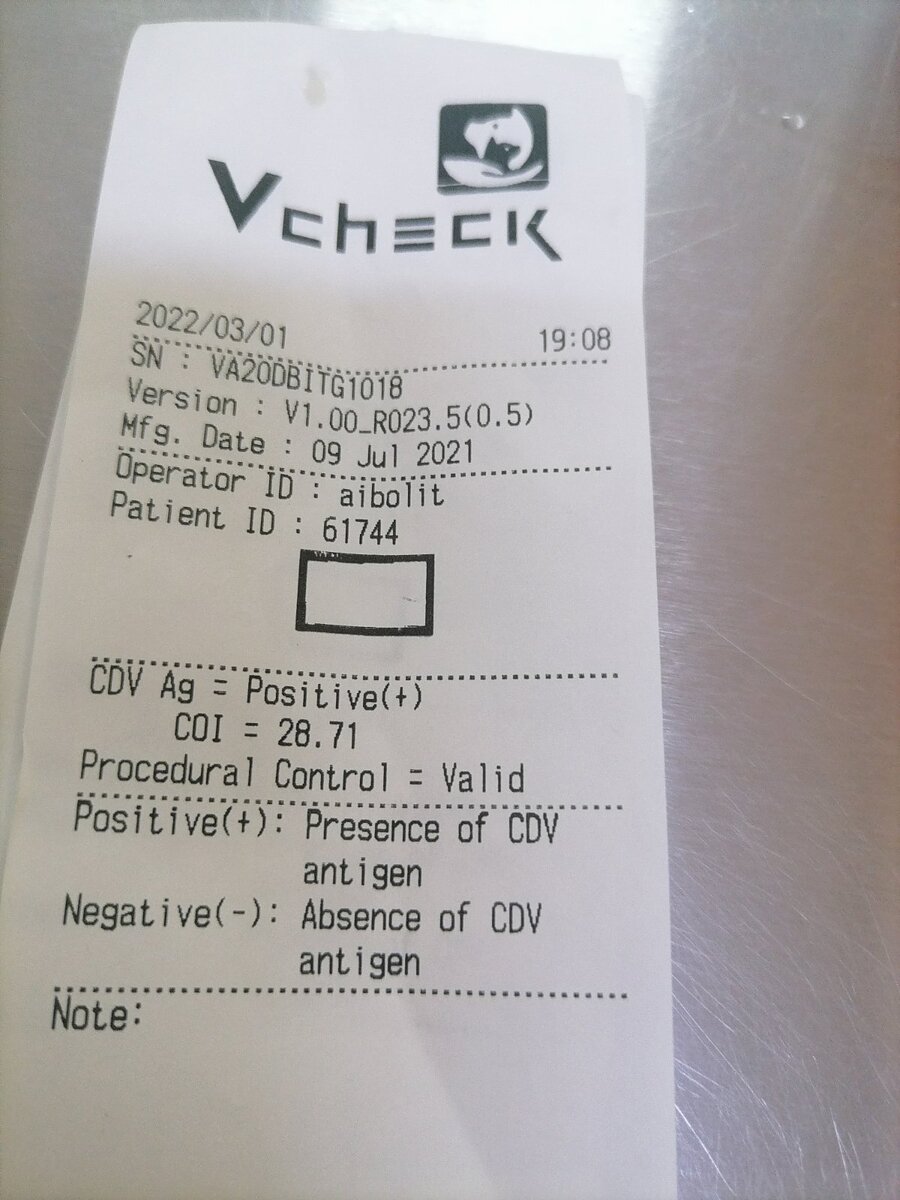 Vcheck
2022/03/01 19:08
SN : VA20DBITG1018
Version : V1.00_R023.5(0.5)
Mfg. Date : 09 Jul 2021
Operator ID : aibolit
Patient ID : 61744
CDV Ag = Positive(+)
COI = 28.71
Procedural Control = Valid
Positive(+): Presence of CDV
antigen
Negative(-): Absence of CDV
antigen
Note: